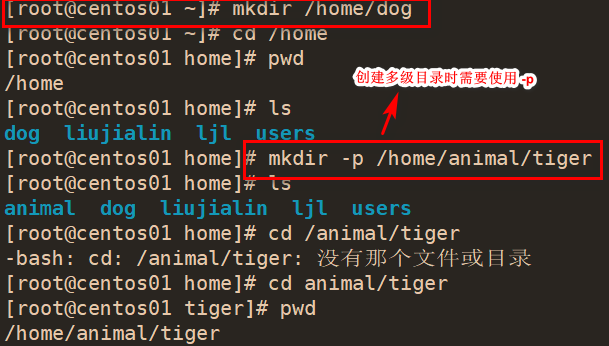 [root@centos01 ~]# mkdir /home/dog
[root@centos01 ~]# cd /home
[root@centos01 home]# pwd
/home
创建多级目录时需要使用 -p
[root@centos01 home]# ls
dog liujialin ljl users
[root@centos01 home]# mkdir -p /home/animal/tiger
[root@centos01 home]# ls
animal dog liujialin ljl users
[root@centos01 home]# cd /animal/tiger
-bash: cd: /animal/tiger: 没有那个文件或目录
[root@centos01 home]# cd animal/tiger
[root@centos01 tiger]# pwd
/home/animal/tiger